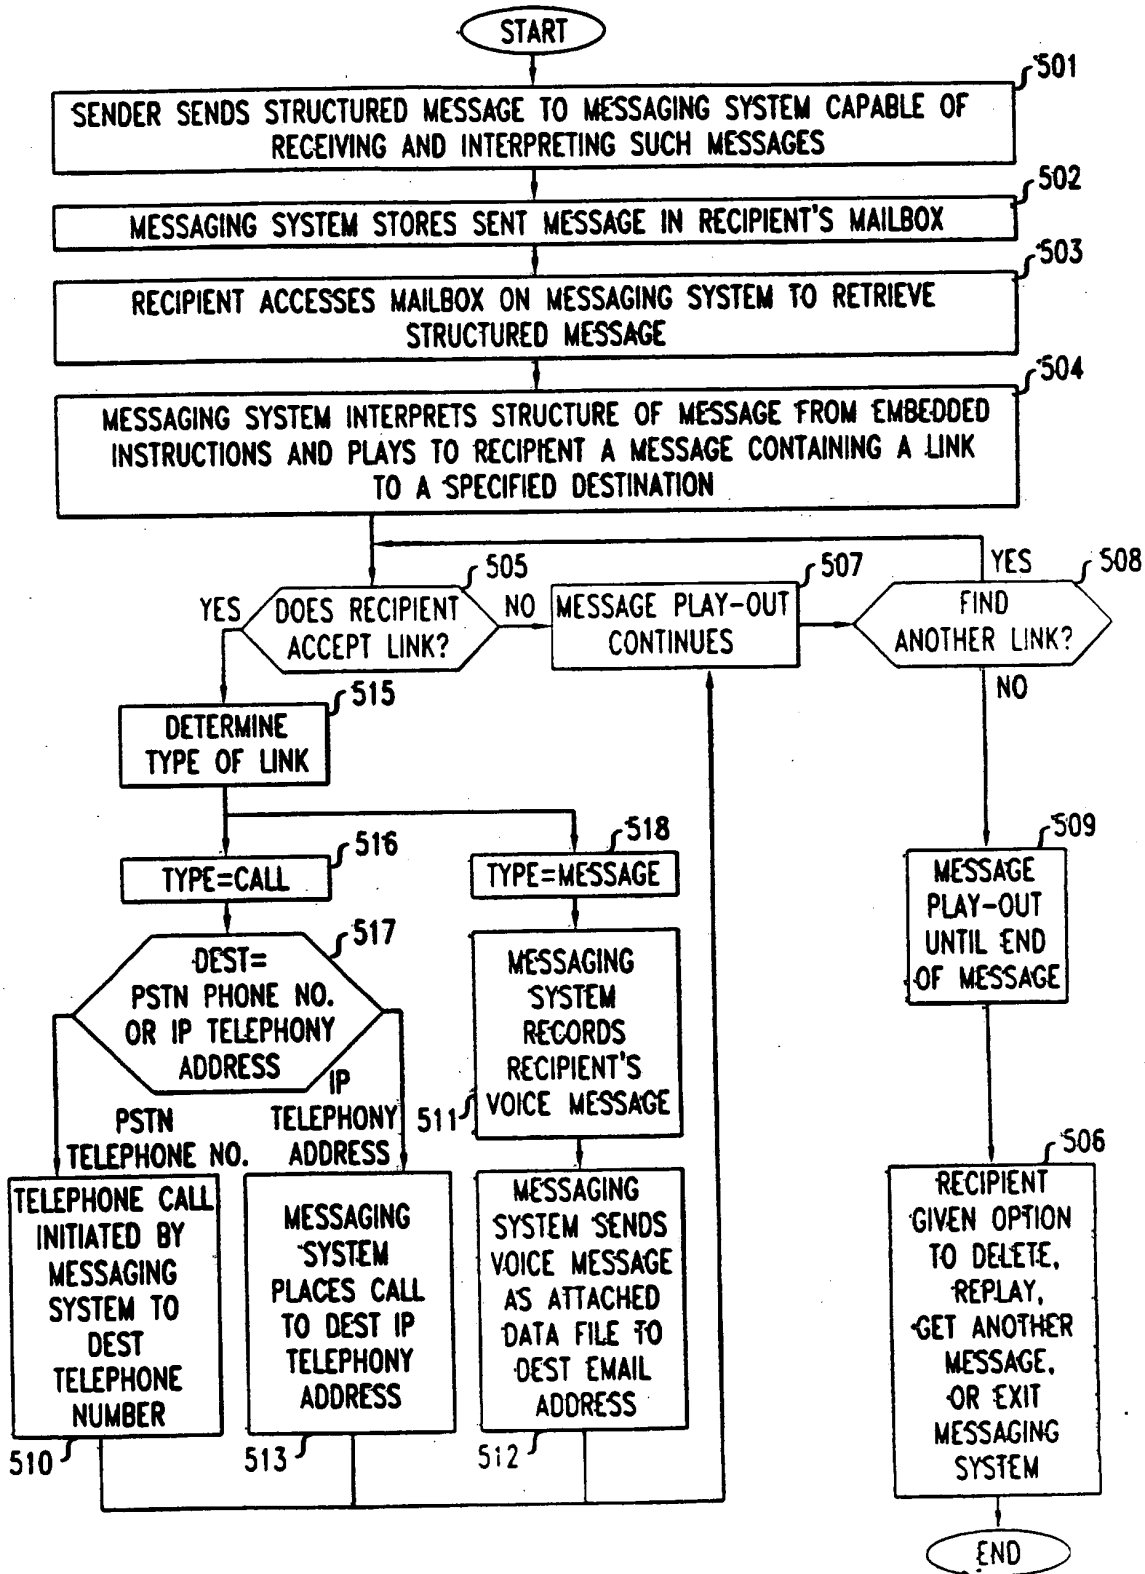 START
501
SENDER SENDS STRUCTURED MESSAGE TO MESSAGING SYSTEM CAPABLE OF
RECEIVING AND INTERPRETING SUCH MESSAGES
502
MESSAGING SYSTEM STORES SENT MESSAGE IN RECIPIENT'S MAILBOX
503
RECIPIENT ACCESSES MAILBOX ON MESSAGING SYSTEM TO RETRIEVE
STRUCTURED MESSAGE
504
MESSAGING SYSTEM INTERPRETS STRUCTURE OF MESSAGE FROM EMBEDDED
INSTRUCTIONS AND PLAYS TO RECIPIENT A MESSAGE CONTAINING A LINK
TO A SPECIFIED DESTINATION
505
YES
DOES RECIPIENT
ACCEPT LINK?
NO
507
MESSAGE PLAY-OUT
CONTINUES
YES
508
FIND
ANOTHER LINK?
NO
515
DETERMINE
TYPE OF LINK
516
TYPE=CALL
518
TYPE=MESSAGE
517
DEST=
PSTN PHONE NO.
OR IP TELEPHONY
ADDRESS
PSTN
TELEPHONE NO.
IP
TELEPHONY
ADDRESS
MESSAGING
SYSTEM
RECORDS
RECIPIENT'S
VOICE MESSAGE
511
509
MESSAGE
PLAY-OUT
UNTIL END
OF MESSAGE
TELEPHONE CALL
INITIATED BY
MESSAGING
SYSTEM TO
DEST
TELEPHONE
NUMBER
510
MESSAGING
SYSTEM
PLACES CALL
TO DEST IP
TELEPHONY
ADDRESS
513
MESSAGING
SYSTEM SENDS
VOICE MESSAGE
AS ATTACHED
DATA FILE TO
DEST EMAIL
ADDRESS
512
506
RECIPIENT
GIVEN OPTION
TO DELETE,
REPLAY,
GET ANOTHER
MESSAGE,
OR EXIT
MESSAGING
SYSTEM
END